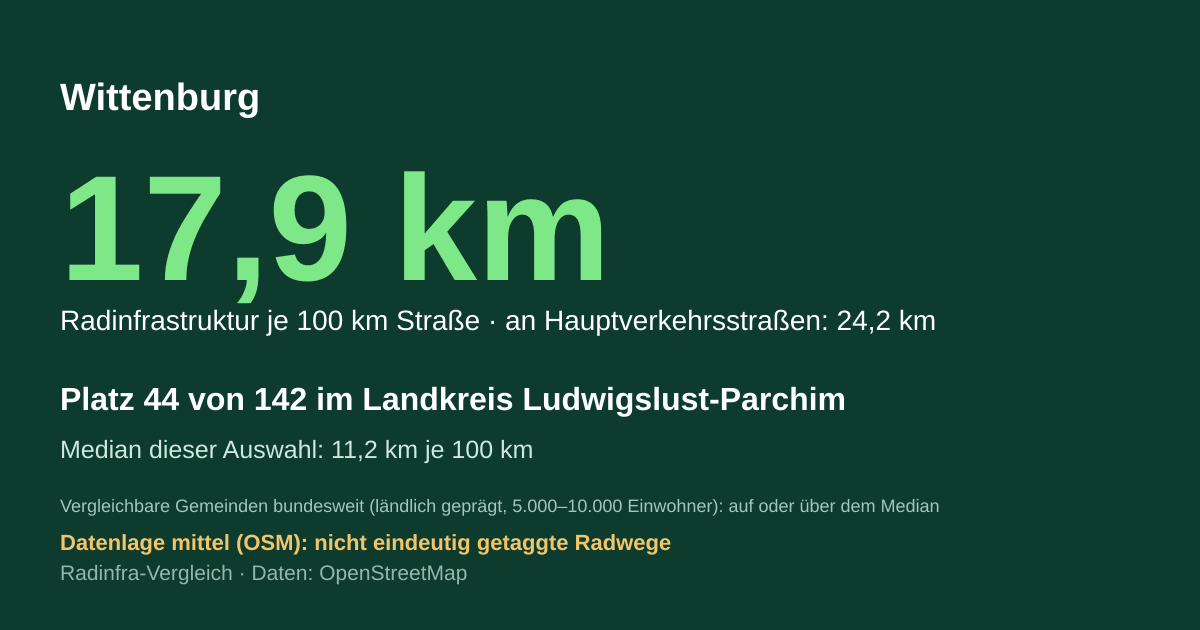 Wittenburg
17,9 km
Radinfrastruktur je 100 km Straße · an Hauptverkehrsstraßen: 24,2 km
Platz 44 von 142 im Landkreis Ludwigslust-Parchim
Median dieser Auswahl: 11,2 km je 100 km
Vergleichbare Gemeinden bundesweit (ländlich geprägt, 5.000–10.000 Einwohner): auf oder über dem Median
Datenlage mittel (OSM): nicht eindeutig getaggte Radwege
Radinfra-Vergleich · Daten: OpenStreetMap